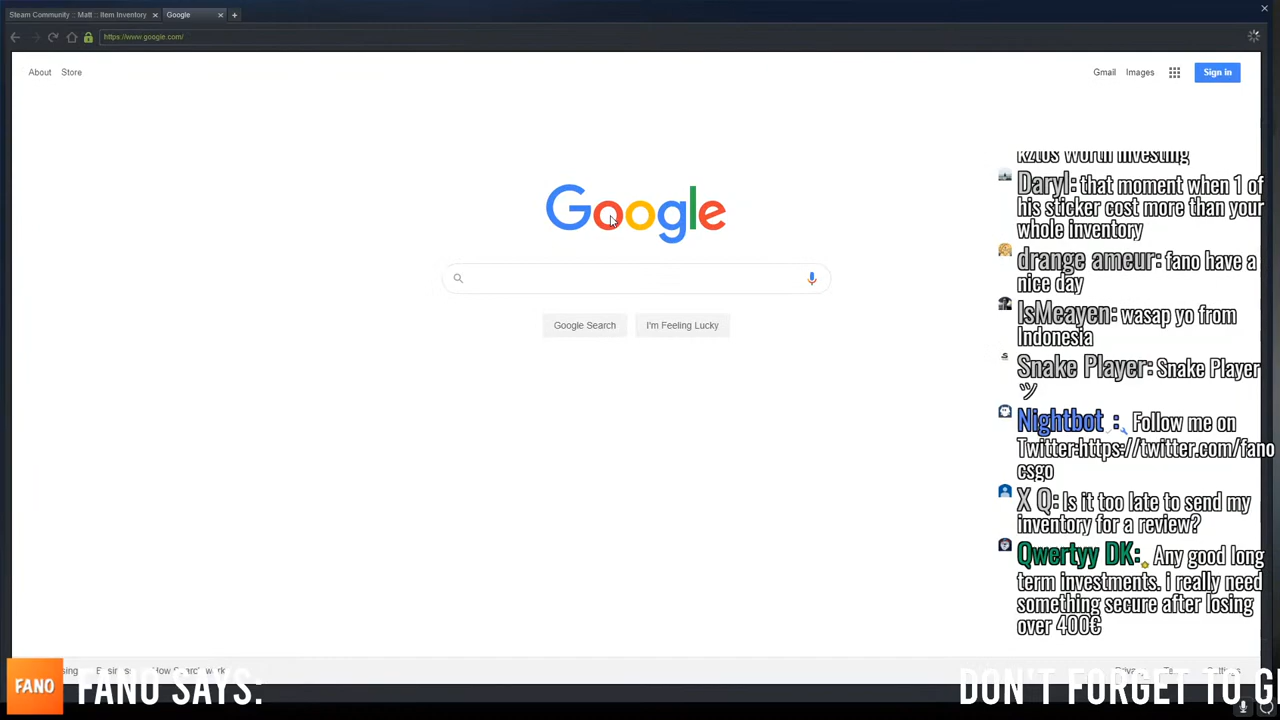 Steam Community :: Matt :: Item Inventory
Google
https://www.google.com/
About
Store
Gmail
Images
Sign in
Google
Google Search
I'm Feeling Lucky
worth investing
Daryl: that moment when 1 of
his sticker cost more than your
whole inventory
drange ameur: fano have a
nice day
IsMeayen: wasap yo from
Indonesia
Snake Player: Snake Player
ツ
Nightbot : Follow me on
Twitter:https://twitter.com/fano
csgo
X Q: Is it too late to send my
inventory for a review?
Qwertyy DK: Any good long
term investments. i really need
something secure after losing
over 400€
FANO
FANO SAYS:
DON'T FORGET TO